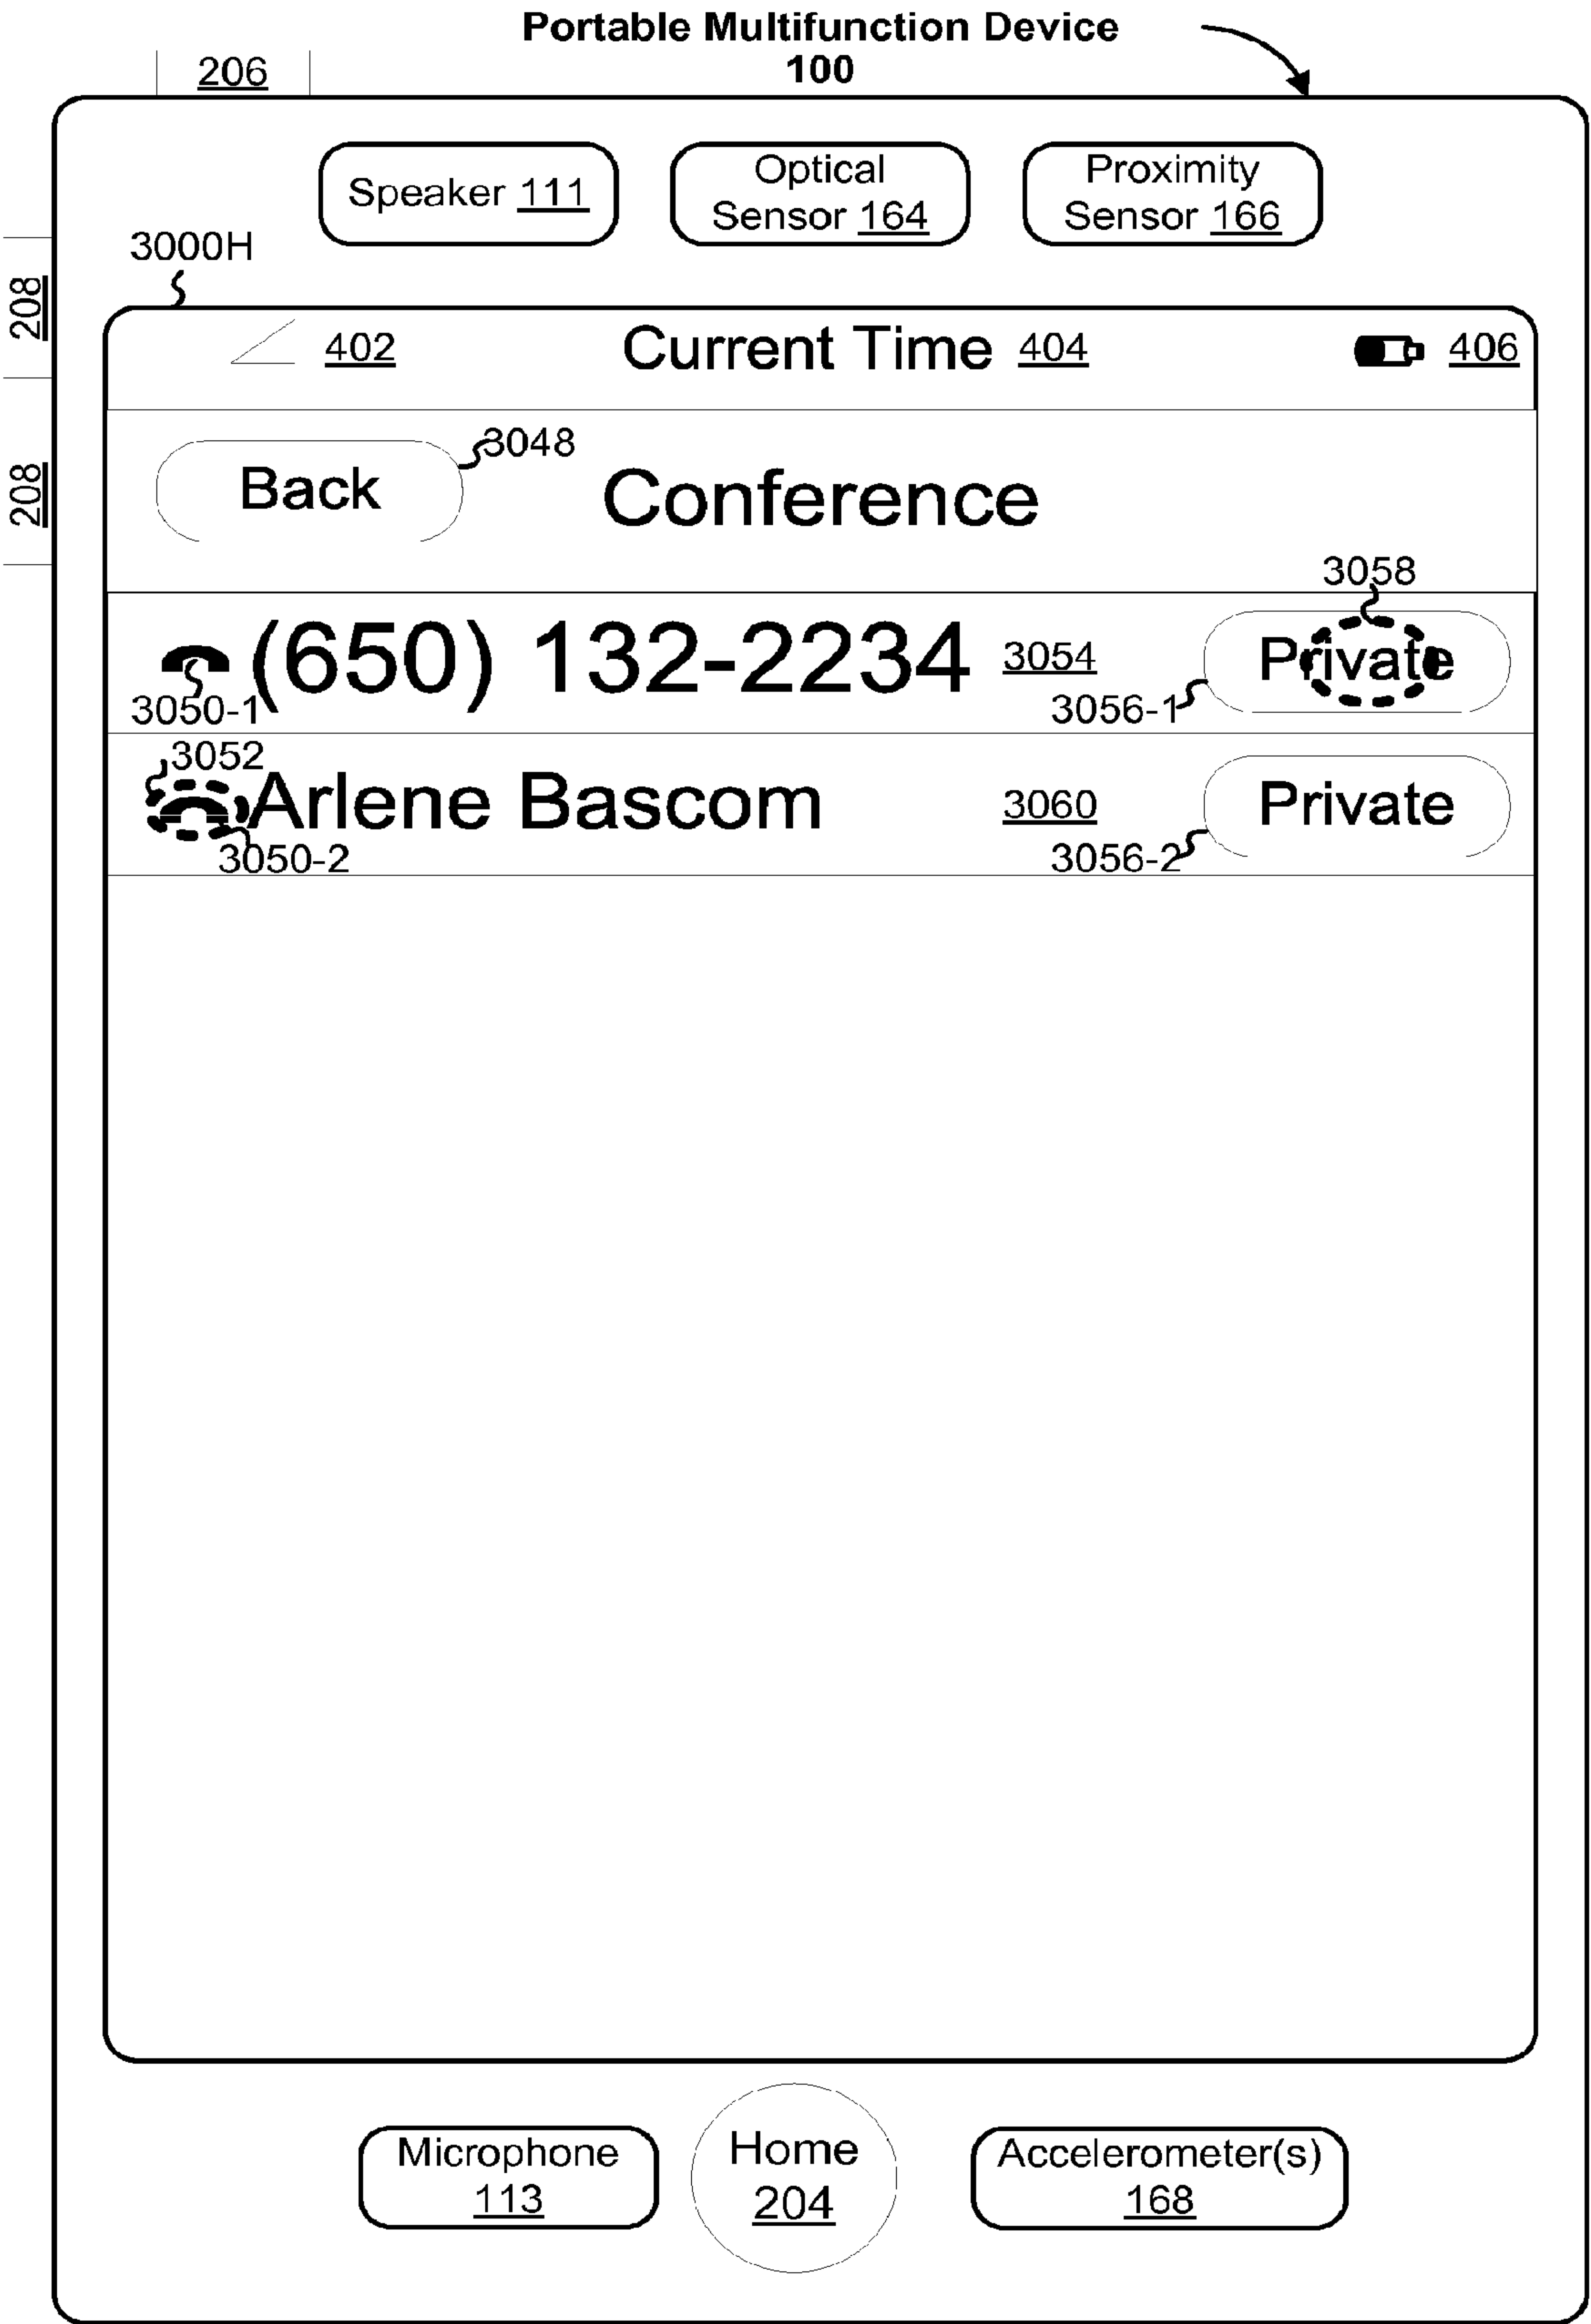 Portable Multifunction Device
100
206
Speaker 111
Optical
Sensor 164
Proximity
Sensor 166
3000H
208
402
Current Time 404
406
3048
Back
Conference
208
3058
(650) 132-2234
3054
Private
3050-1
3056-1
3052
Arlene Bascom
3060
Private
3050-2
3056-2
Microphone
113
Home
204
Accelerometer(s)
168